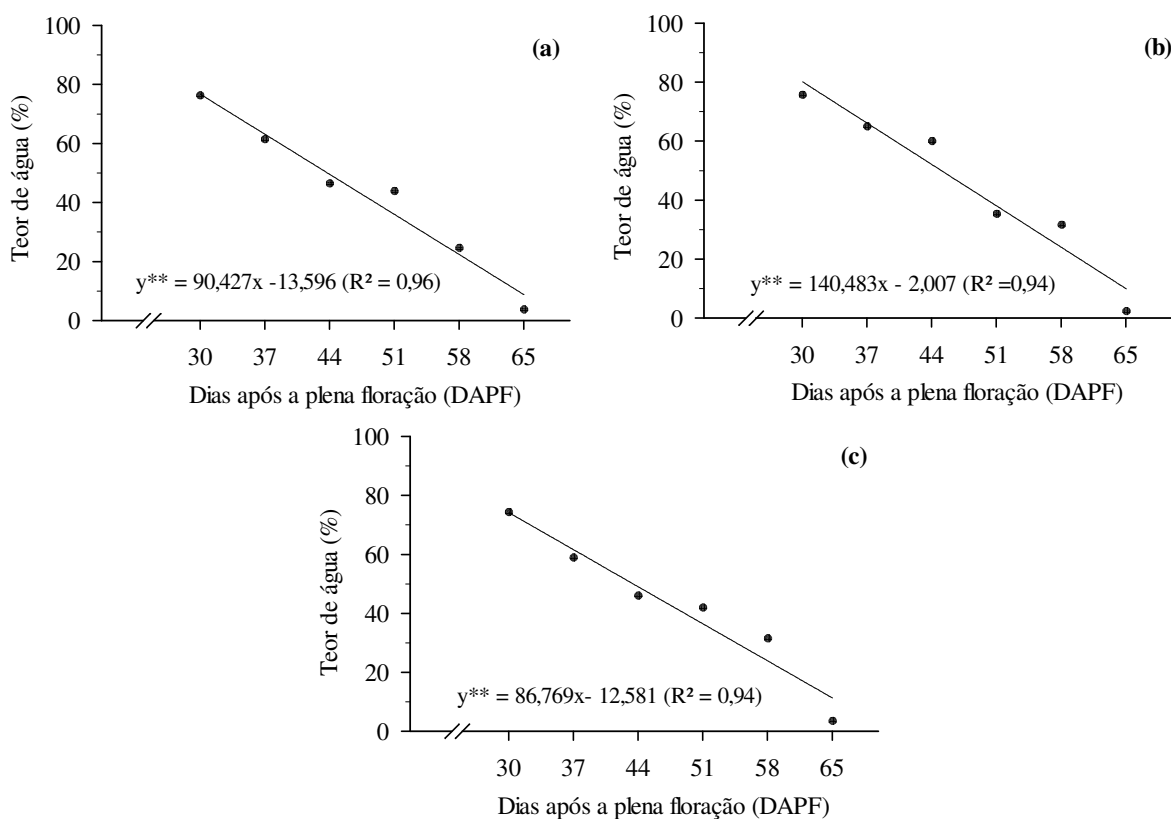 (a)
Teor de água (%)
100
80
60
40
20
0
y** = 90,427x -13,596 (R² = 0,96)
30 37 44 51 58 65
Dias após a plena floração (DAPF)
(b)
Teor de água (%)
100
80
60
40
20
0
y** = 140,483x - 2,007 (R² =0,94)
30 37 44 51 58 65
Dias após a plena floração (DAPF)
(c)
Teor de água (%)
100
80
60
40
20
0
y** = 86,769x- 12,581 (R² = 0,94)
30 37 44 51 58 65
Dias após a plena floração (DAPF)